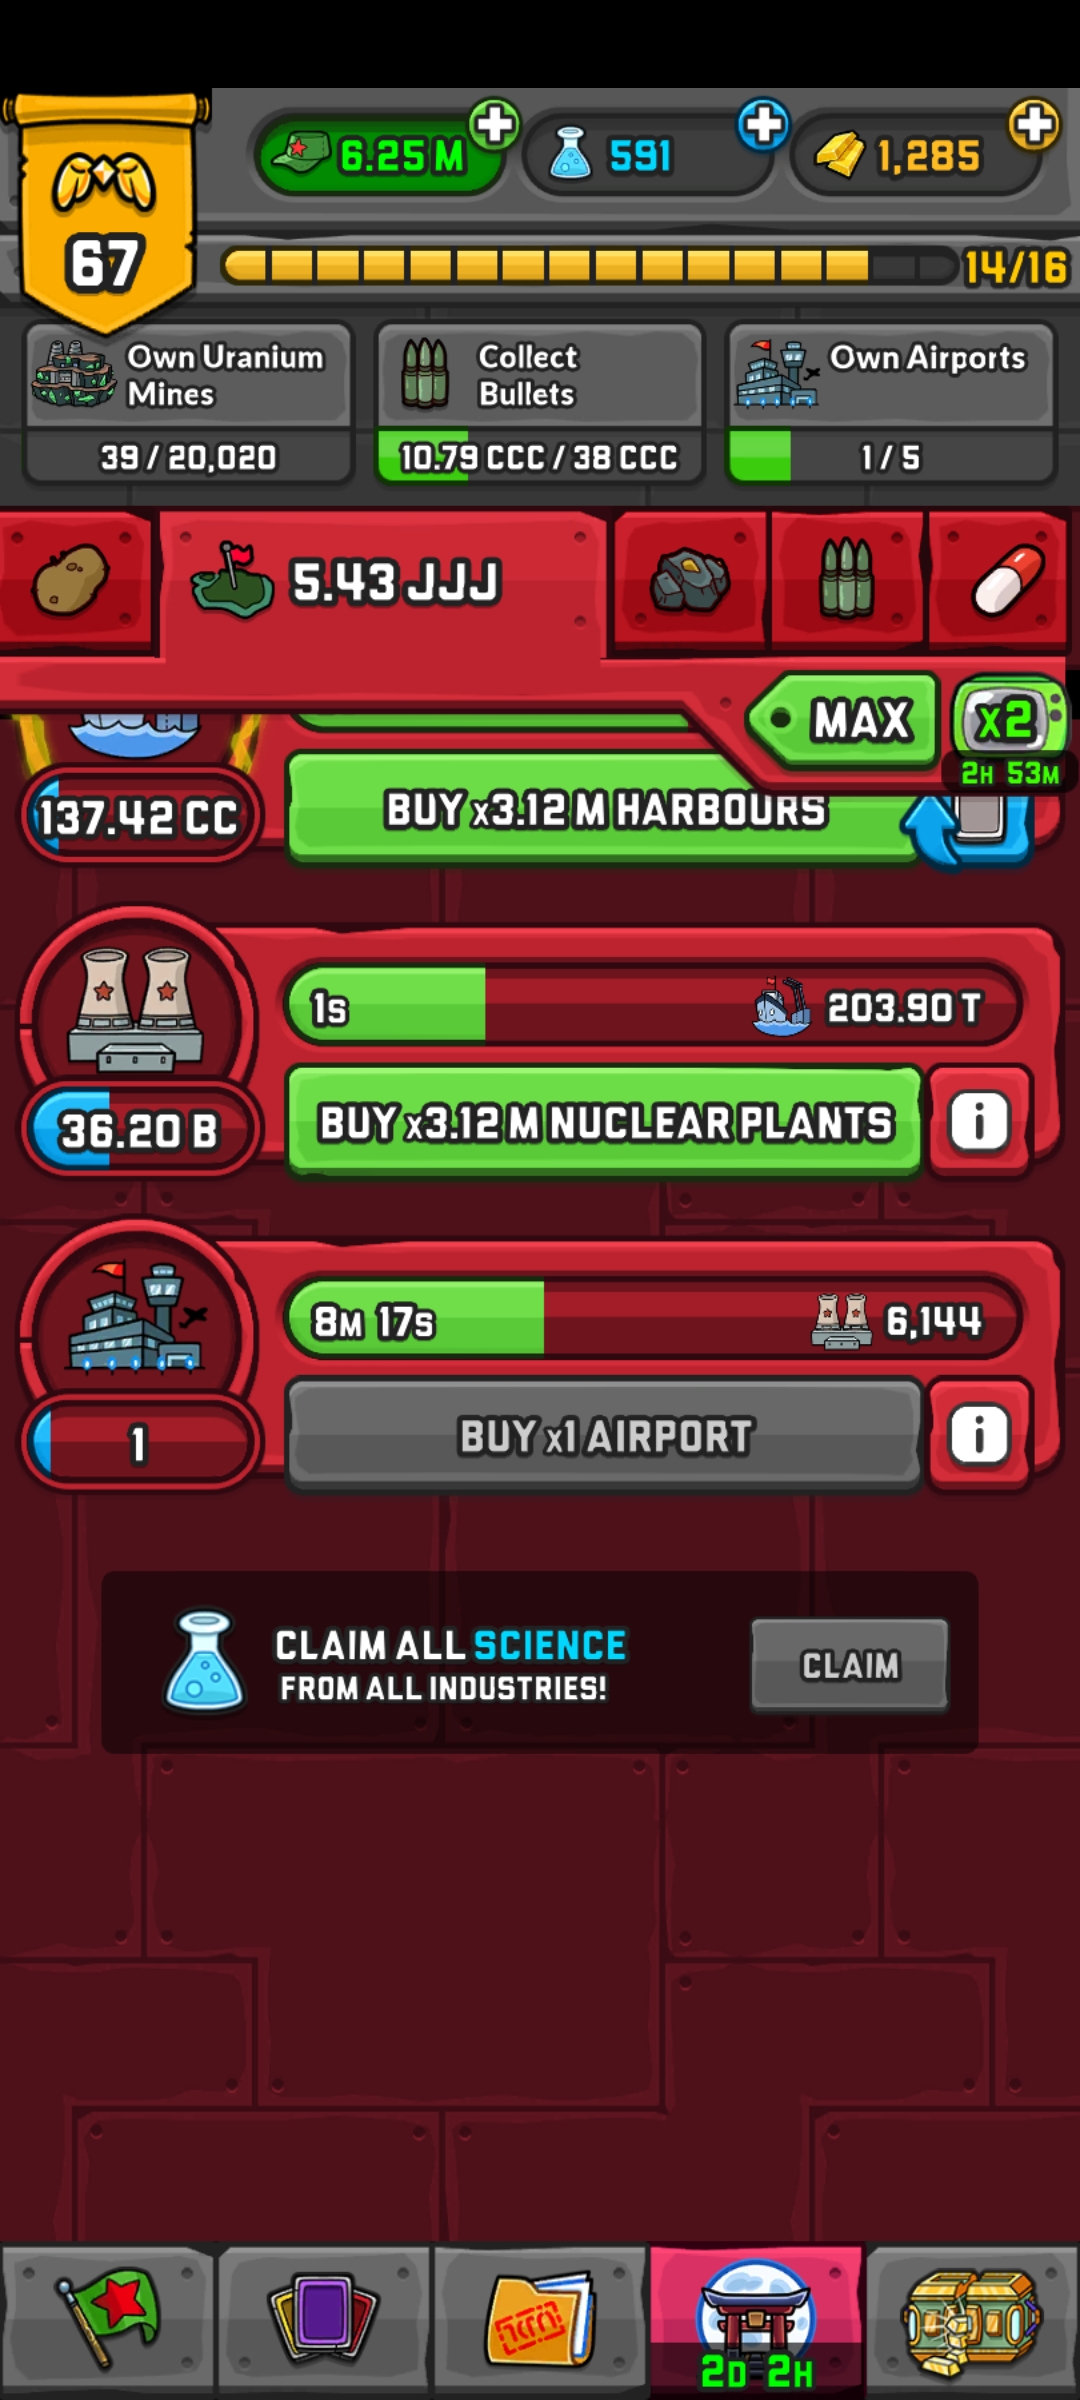 6.25 M
591
1,285
67
14/16
Own Uranium
Mines
39 / 20,020
Collect
Bullets
10.79 CCC / 38 CCC
Own Airports
1 / 5
5.43 JJJ
MAX
X2
2H 53M
137.42 CC
BUY x3.12 M HARBOURS
1S
203.90 T
36.20 B
BUY x3.12 M NUCLEAR PLANTS
i
8M 17S
6,144
1
BUY x1 AIRPORT
i
CLAIM ALL SCIENCE
FROM ALL INDUSTRIES!
CLAIM
2D 2H